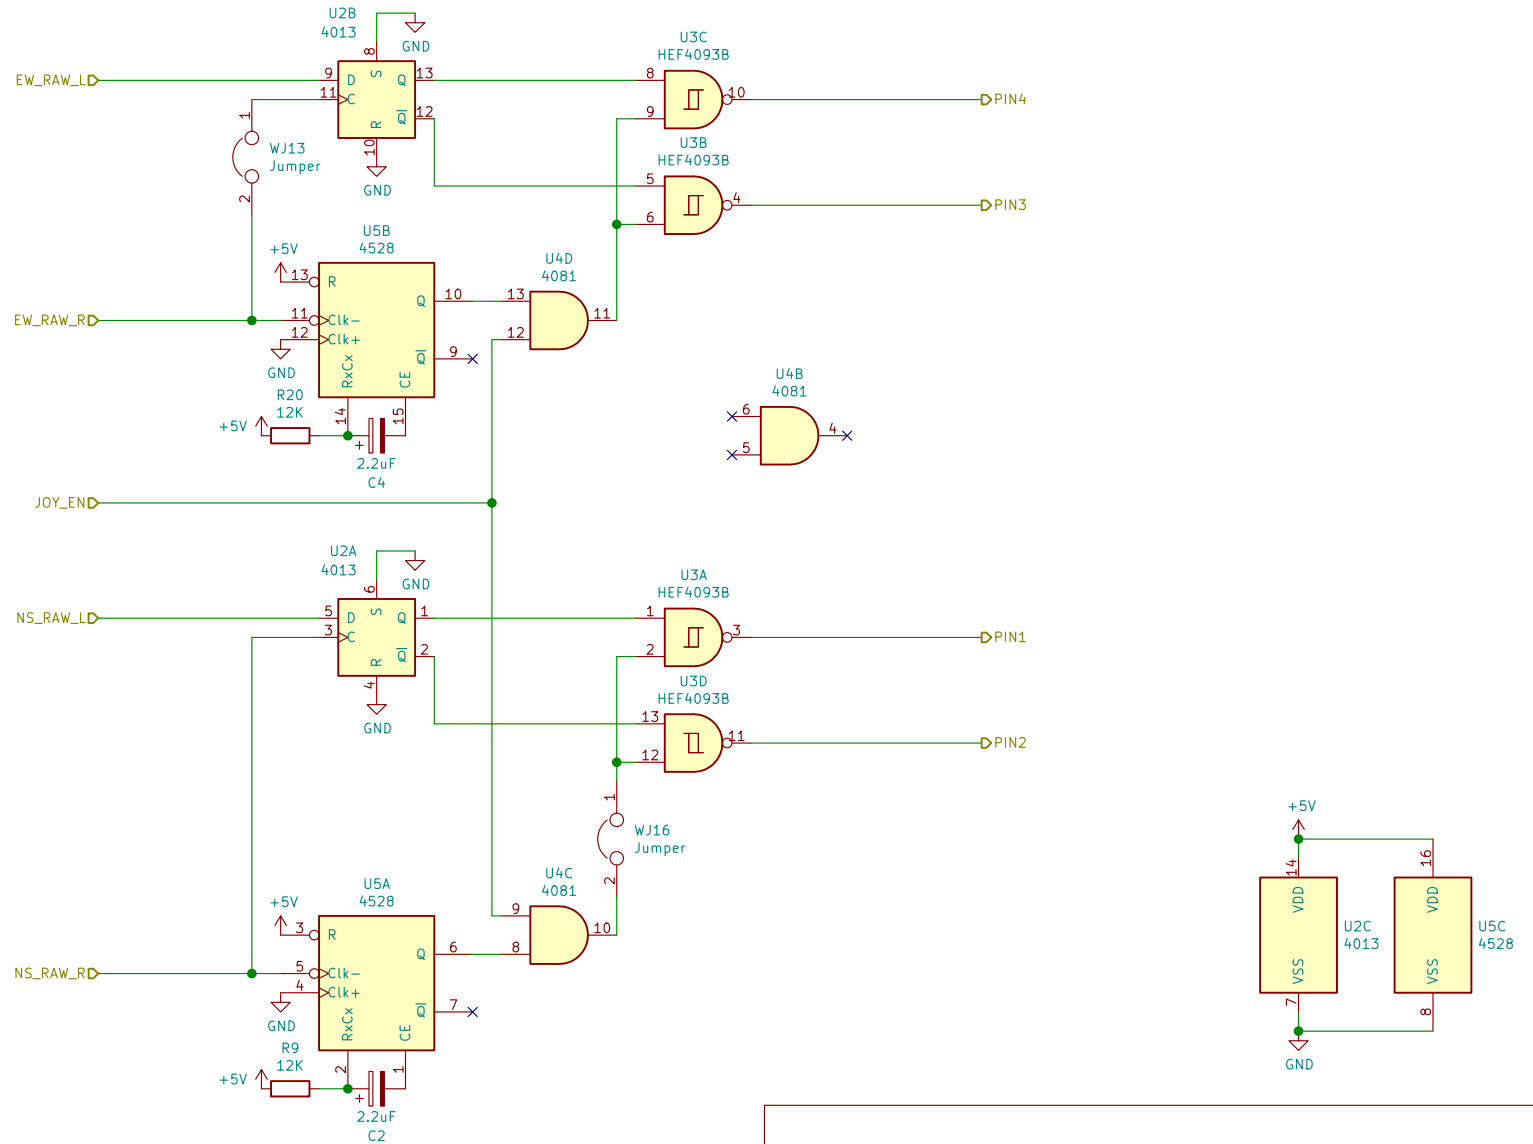 U2B
4013
GND
8
EW_RAW_L
9
D
S
Q
13
11
C
12
Q
R
10
GND
U3C
HEF4093B
8
9
10
PIN4
U3B
HEF4093B
5
6
4
PIN3
1
WJ13
Jumper
2
U5B
4528
+5V
13
R
Q
10
EW_RAW_R
11
Clk-
12
Clk+
GND
Q
9
RxCx
CE
R20
12K
+5V
14
15
+
2.2uF
C4
U4D
4081
13
12
11
U4B
4081
6
5
4
JOY_EN
U2A
4013
GND
6
NS_RAW_L
5
D
S
Q
1
3
C
2
Q
R
4
GND
U3A
HEF4093B
1
2
3
PIN1
U3D
HEF4093B
13
12
11
PIN2
1
WJ16
Jumper
2
U4C
4081
9
8
10
U5A
4528
+5V
3
R
Q
6
NS_RAW_R
5
Clk-
4
Clk+
GND
Q
7
RxCx
CE
R9
12K
+5V
2
1
+
2.2uF
C2
+5V
14
16
VDD
VDD
U2C
4013
U5C
4528
VSS
VSS
7
8
GND